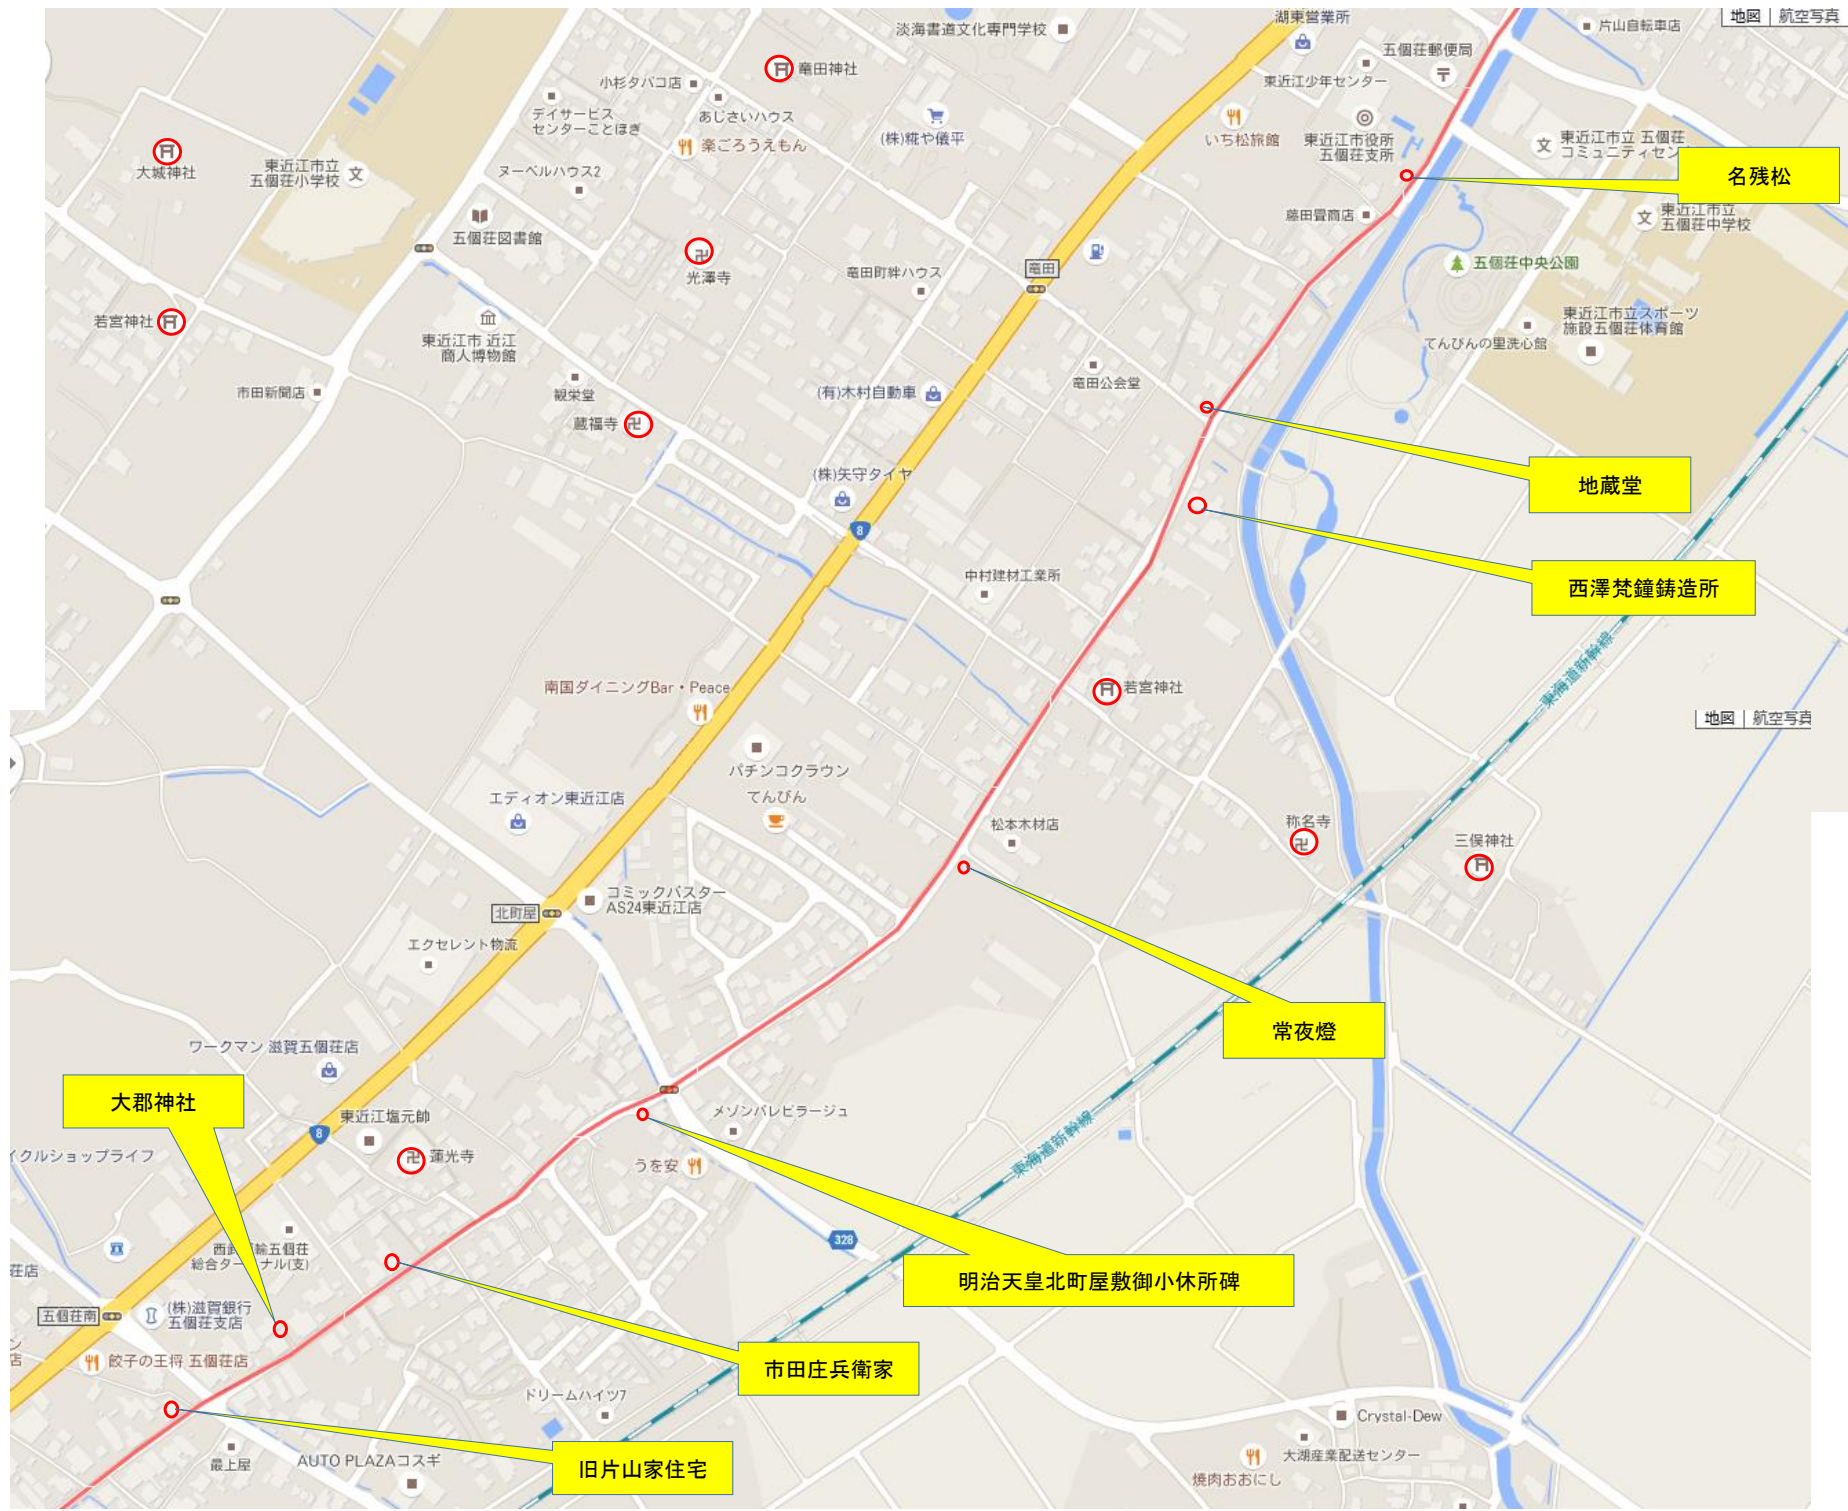 地図 航空写真
湖東営業所
片山自転車店
淡海書道文化専門学校
五個荘郵便局
竜田神社
小杉タバコ店
東近江少年センター
デイサービス
センターことほぎ
あじさいハウス
(株)糀や儀平
いち松旅館
東近江市役所
五個荘支所
東近江市立 五個荘
コミュニティセン
楽ごろうえもん
大城神社
東近江市立
五個荘小学校
ヌーベルハウス2
名残松
藤田畳商店
東近江市立
五個荘中学校
五個荘図書館
光澤寺
竜田町絆ハウス
竜田
五個荘中央公園
若宮神社
東近江市 近江
商人博物館
東近江市立スポーツ
施設五個荘体育館
てんびんの里洗心館
市田新聞店
観栄堂
(有)木村自動車
竜田公会堂
蔵福寺
(株)矢守タイヤ
地蔵堂
8
中村建材工業所
西澤梵鐘鋳造所
東海道新幹線
南国ダイニングBar・Peace
若宮神社
地図 航空写真
パチンコクラウン
てんびん
エディオン東近江店
松本木材店
称名寺
三俣神社
コミックバスター
AS24東近江店
北町屋
エクセレント物流
常夜燈
ワークマン 滋賀五個荘店
大郡神社
東近江塩元帥
8
メゾンバレビラージュ
東海道新幹線
イクルショップライフ
蓮光寺
うを安
328
荘店
総合ターナル(支)
明治天皇北町屋敷御小休所碑
五個荘南
(株)滋賀銀行
五個荘支店
ン
店
餃子の王将 五個荘店
市田庄兵衛家
ドリームハイツ7
Crystal-Dew
最上屋
AUTO PLAZAコスギ
旧片山家住宅
大湖産業配送センター
焼肉おおにし